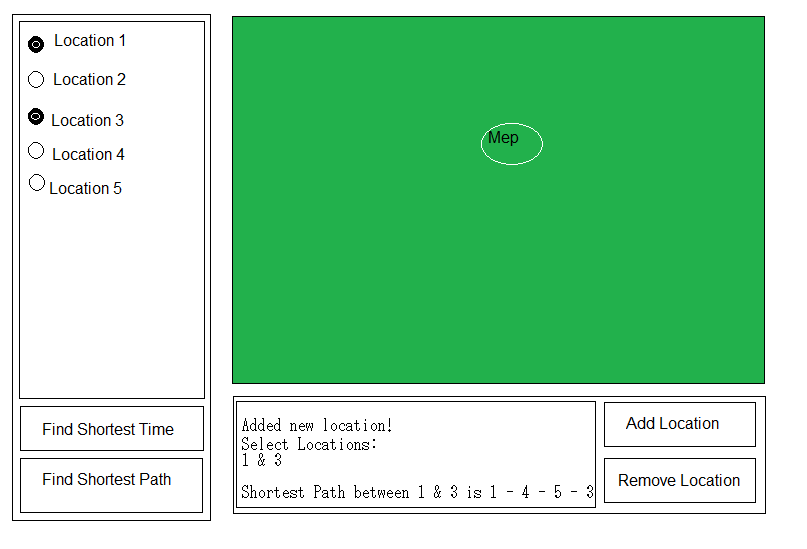 Location 1
Location 2
Location 3
Location 4
Location 5
Find Shortest Time
Find Shortest Path
Mep
Added new location!
Select Locations:
1 & 3
Shortest Path between 1 & 3 is 1 - 4 - 5 - 3
Add Location
Remove Location